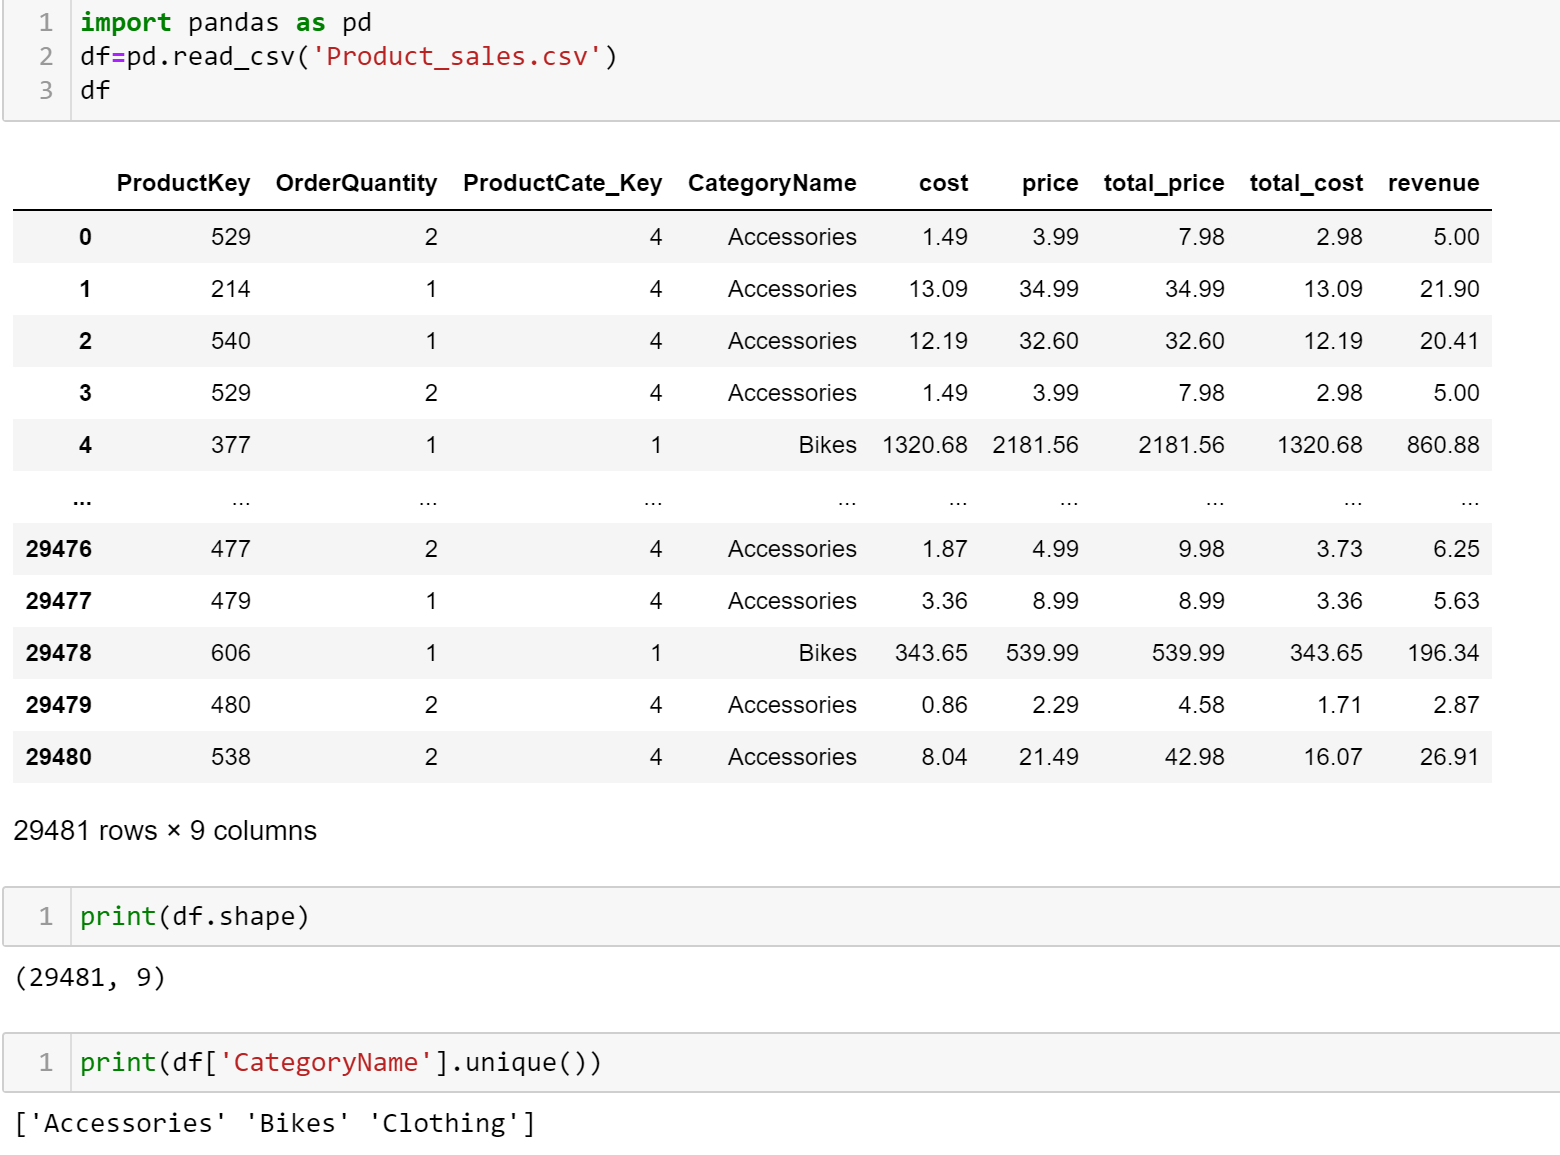 1 import pandas as pd
2 df=pd.read_csv('Product_sales.csv')
3 df
ProductKey OrderQuantity ProductCate_Key CategoryName cost price total_price total_cost revenue
0 529 2 4 Accessories 1.49 3.99 7.98 2.98 5.00
1 214 1 4 Accessories 13.09 34.99 34.99 13.09 21.90
2 540 1 4 Accessories 12.19 32.60 32.60 12.19 20.41
3 529 2 4 Accessories 1.49 3.99 7.98 2.98 5.00
4 377 1 1 Bikes 1320.68 2181.56 2181.56 1320.68 860.88
... ... ... ... ... ... ... ... ... ...
29476 477 2 4 Accessories 1.87 4.99 9.98 3.73 6.25
29477 479 1 4 Accessories 3.36 8.99 8.99 3.36 5.63
29478 606 1 1 Bikes 343.65 539.99 539.99 343.65 196.34
29479 480 2 4 Accessories 0.86 2.29 4.58 1.71 2.87
29480 538 2 4 Accessories 8.04 21.49 42.98 16.07 26.91
29481 rows × 9 columns
1 print(df.shape)
(29481, 9)
1 print(df['CategoryName'].unique())
['Accessories' 'Bikes' 'Clothing']